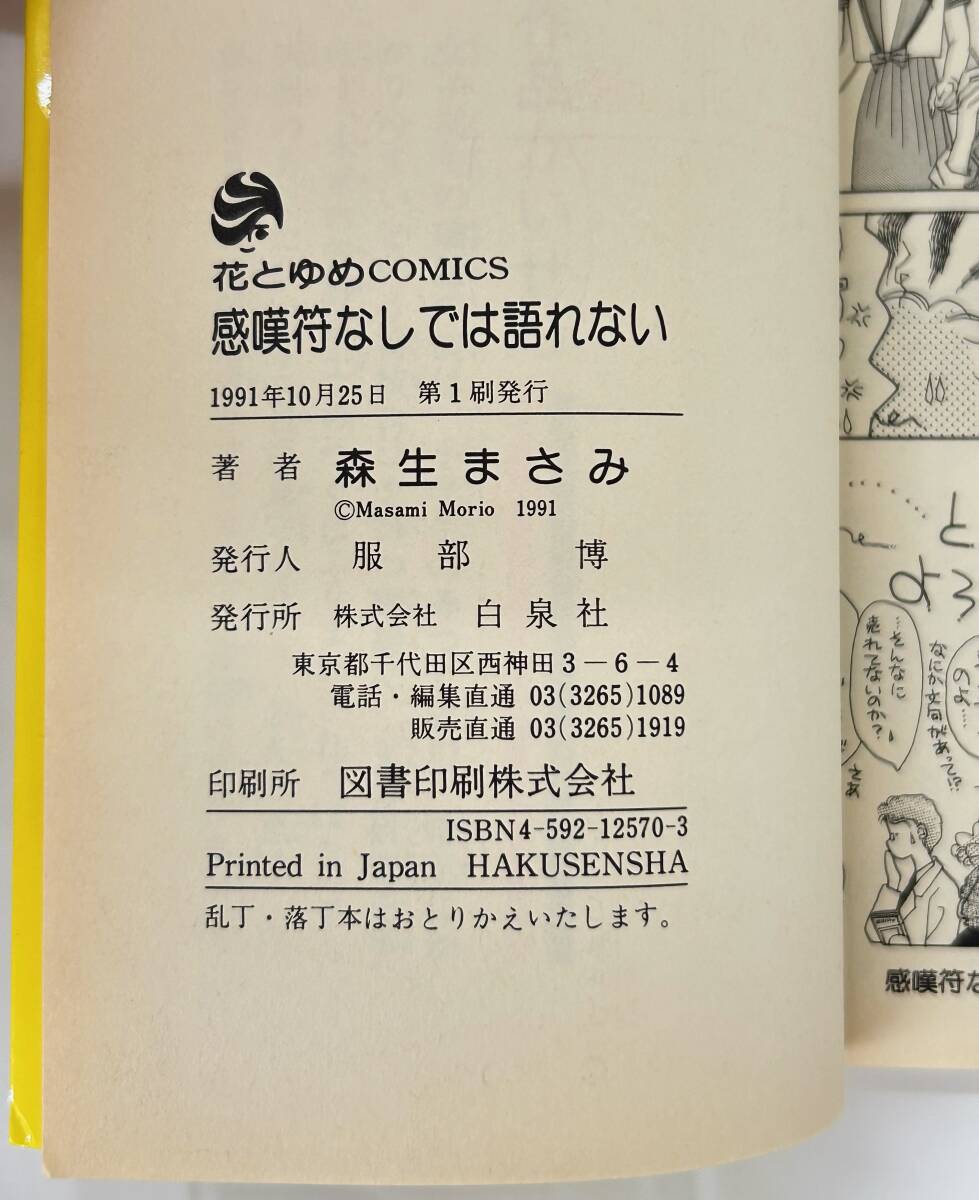 花とゆめCOMICS
感嘆符なしでは語れない
1991年10月25日 第1刷発行
著者 森生まさみ
©Masami Morio 1991
発行人 服部 博
発行所 株式会社 白泉社
東京都千代田区西神田3-6-4
電話・編集直通 03(3265)1089
販売直通 03(3265)1919
印刷所 図書印刷株式会社
ISBN4-592-12570-3
Printed in Japan HAKUSENSHA
乱丁・落丁本はおとりかえいたします。
と
よろ
のよ…
なにか文句があって!?
…そんなに
売れてないのか?
さあ
感嘆符な